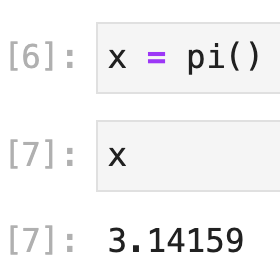 [6]: x = pi()
[7]: x
[7]: 3.14159